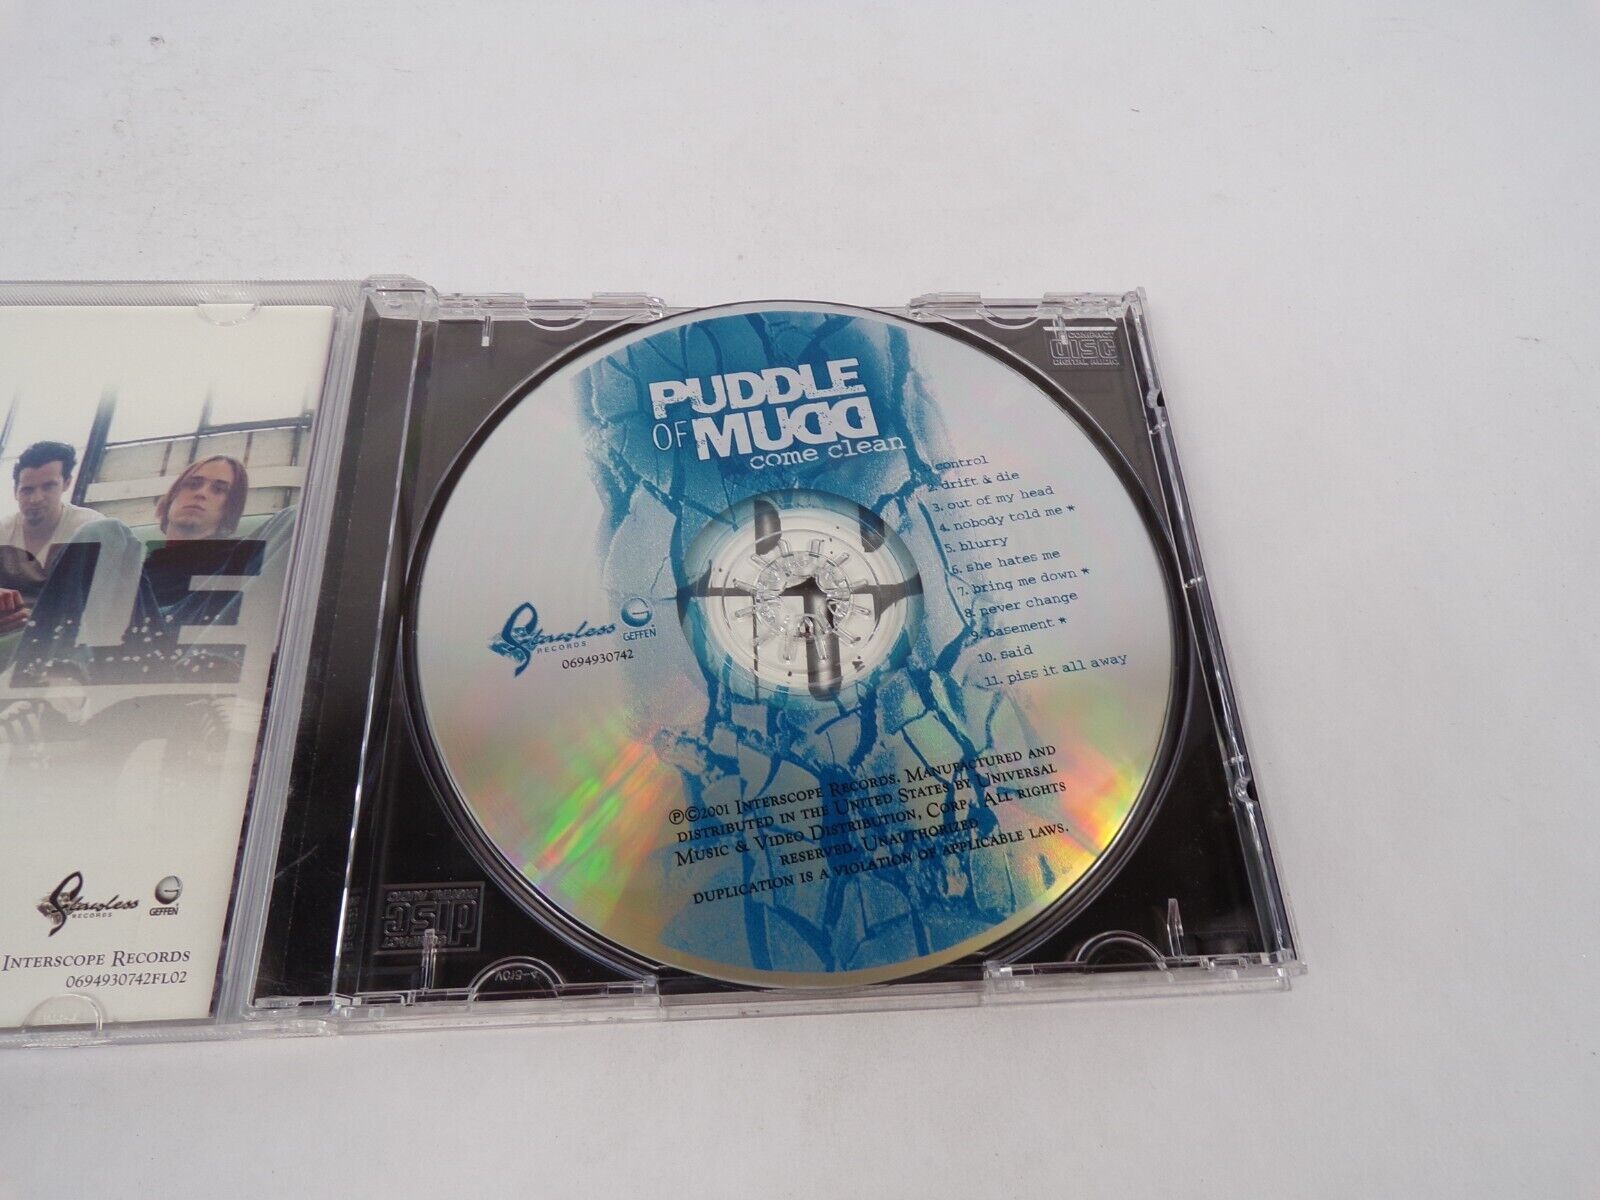 PUDDLE
OF MUDD
come clean
control
2. drift & die
3. out of my head
4. nobody told me *
5. blurry
6. she hates me
7. bring me down *
8. never change
9. basement *
10. said
11. piss it all away
Flawless
RECORDS
GEFFEN
0694930742
℗©2001 INTERSCOPE RECORDS. MANUFACTURED AND
DISTRIBUTED IN THE UNITED STATES BY UNIVERSAL
MUSIC & VIDEO DISTRIBUTION, CORP. ALL RIGHTS
RESERVED. UNAUTHORIZED
DUPLICATION IS A VIOLATION OF APPLICABLE LAWS.
COMPACT
disc
DIGITAL AUDIO
COMPACT
disc
DIGITAL AUDIO
Flawless
RECORDS
GEFFEN
INTERSCOPE RECORDS
0694930742FL02